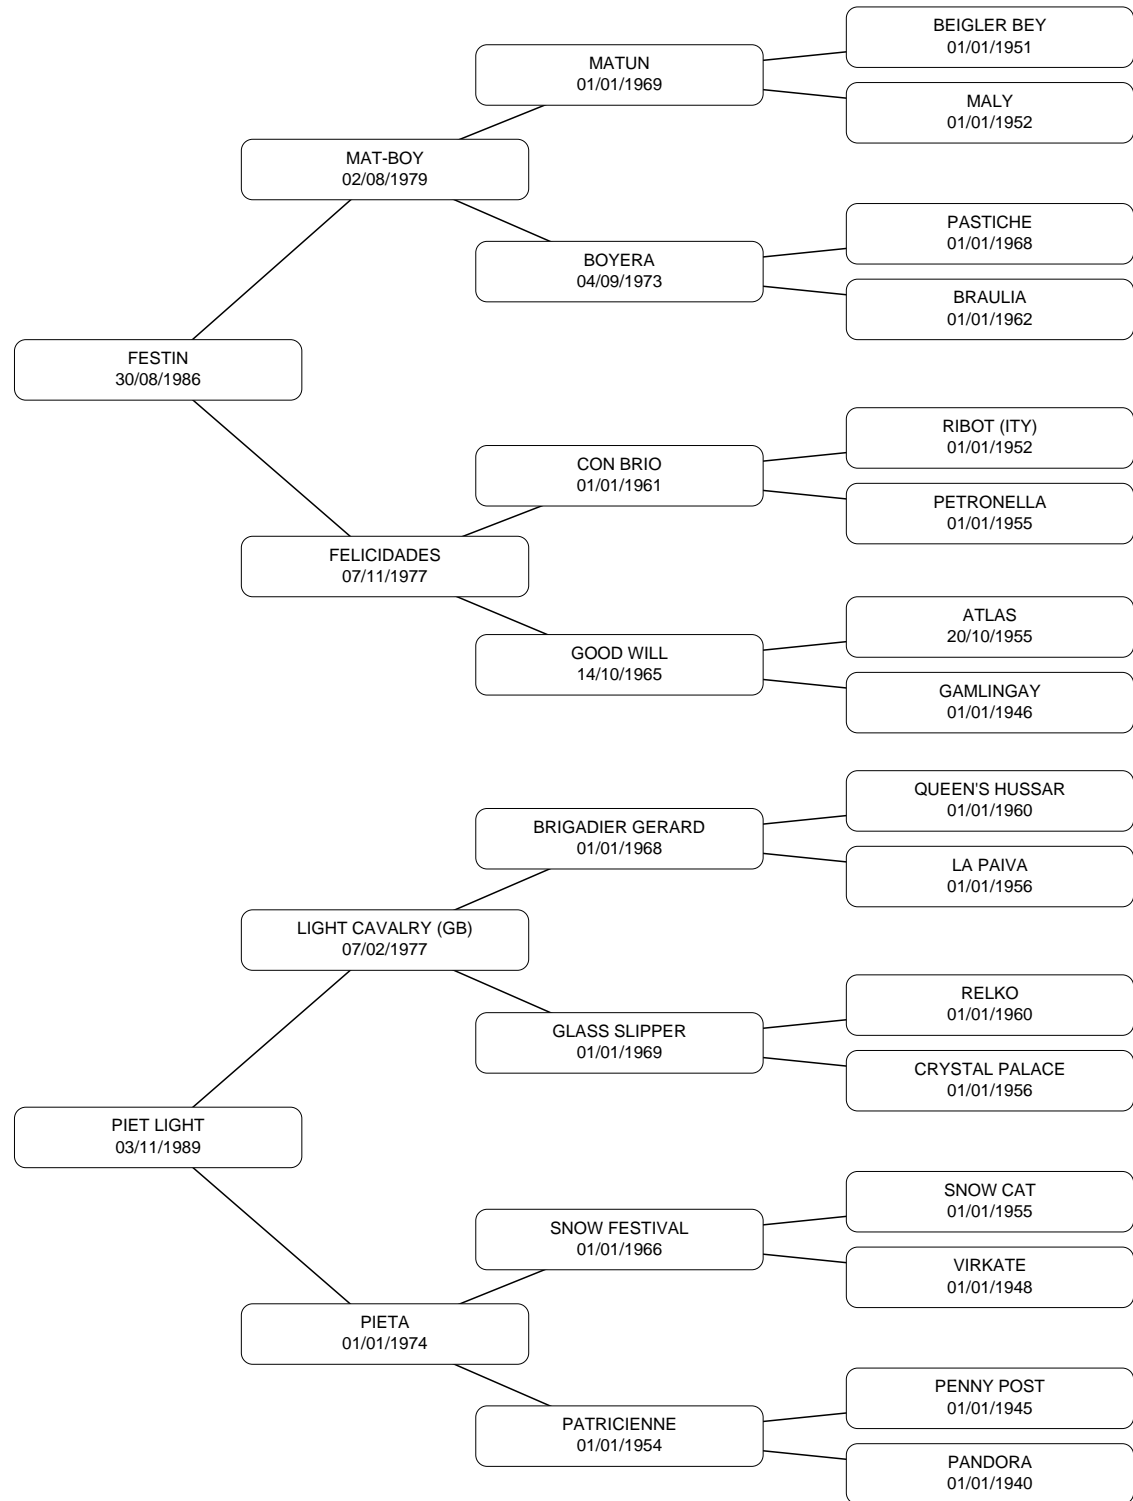 BEIGLER BEY
01/01/1951
MATUN
01/01/1969
MALY
01/01/1952
MAT-BOY
02/08/1979
PASTICHE
01/01/1968
BOYERA
04/09/1973
BRAULIA
01/01/1962
FESTIN
30/08/1986
RIBOT (ITY)
01/01/1952
CON BRIO
01/01/1961
PETRONELLA
01/01/1955
FELICIDADES
07/11/1977
ATLAS
20/10/1955
GOOD WILL
14/10/1965
GAMLINGAY
01/01/1946
QUEEN'S HUSSAR
01/01/1960
BRIGADIER GERARD
01/01/1968
LA PAIVA
01/01/1956
LIGHT CAVALRY (GB)
07/02/1977
RELKO
01/01/1960
GLASS SLIPPER
01/01/1969
CRYSTAL PALACE
01/01/1956
PIET LIGHT
03/11/1989
SNOW CAT
01/01/1955
SNOW FESTIVAL
01/01/1966
VIRKATE
01/01/1948
PIETA
01/01/1974
PENNY POST
01/01/1945
PATRICIENNE
01/01/1954
PANDORA
01/01/1940